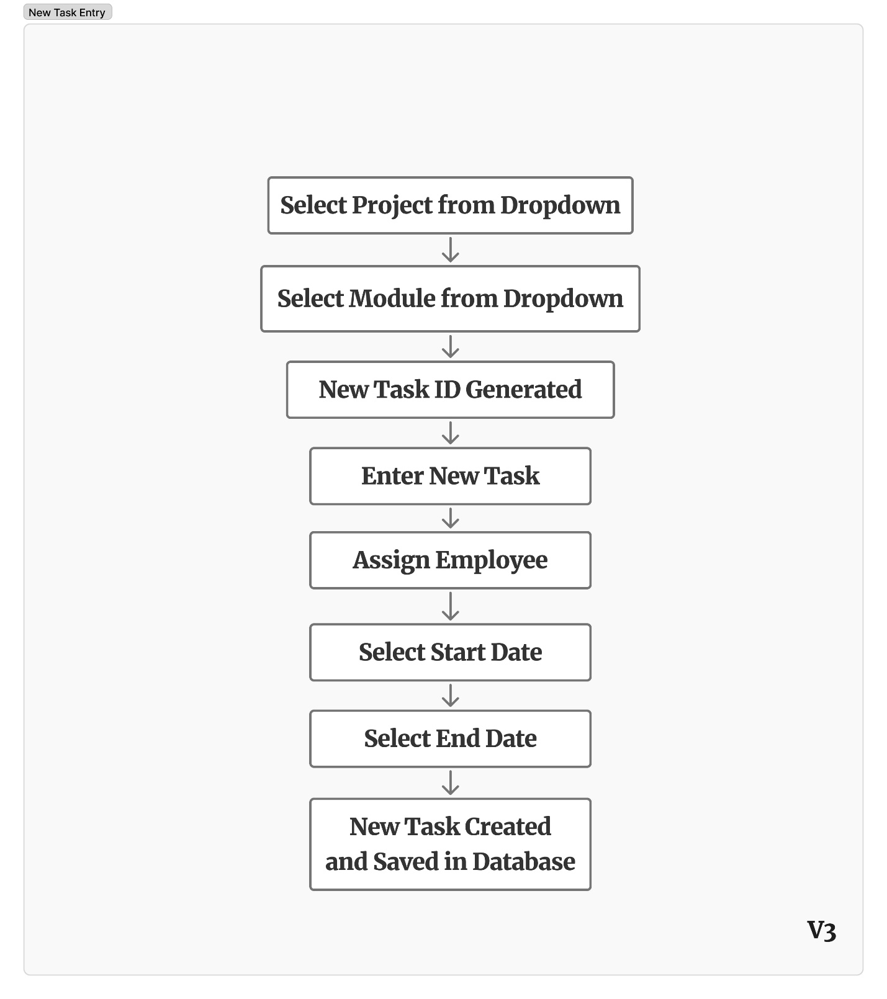 New Task Entry
Select Project from Dropdown
Select Module from Dropdown
New Task ID Generated
Enter New Task
Assign Employee
Select Start Date
Select End Date
New Task Created
and Saved in Database
V3